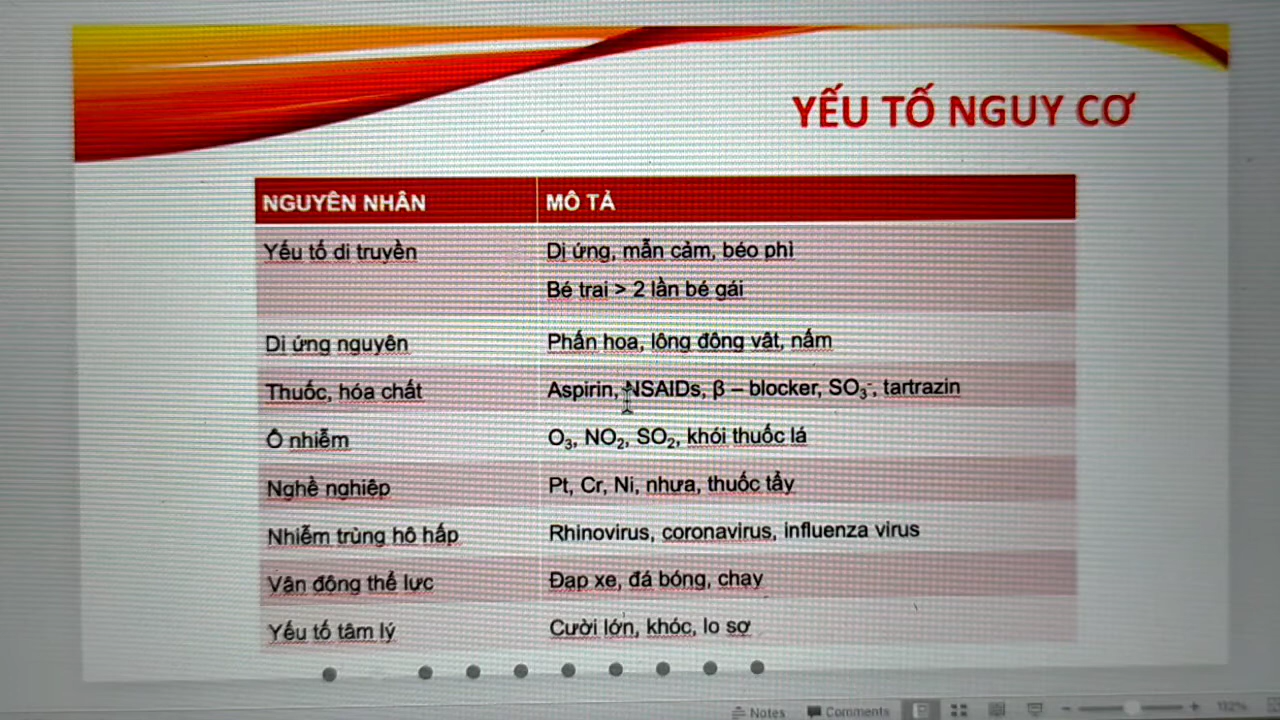 YẾU TỐ NGUY CƠ
NGUYÊN NHÂN MÔ TẢ
Yếu tố di truyền Dị ứng, mẫn cảm, béo phì
Bé trai > 2 lần bé gái
Dị ứng nguyên Phấn hoa, lông động vật, nấm
Thuốc, hóa chất Aspirin, NSAIDs, β – blocker, SO₃⁻, tartrazin
Ô nhiễm O₃, NO₂, SO₂, khói thuốc lá
Nghề nghiệp Pt, Cr, Ni, nhựa, thuốc tẩy
Nhiễm trùng hô hấp Rhinovirus, coronavirus, influenza virus
Vận động thể lực Đạp xe, đá bóng, chạy
Yếu tố tâm lý Cười lớn, khóc, lo sợ
Notes Comments 132%